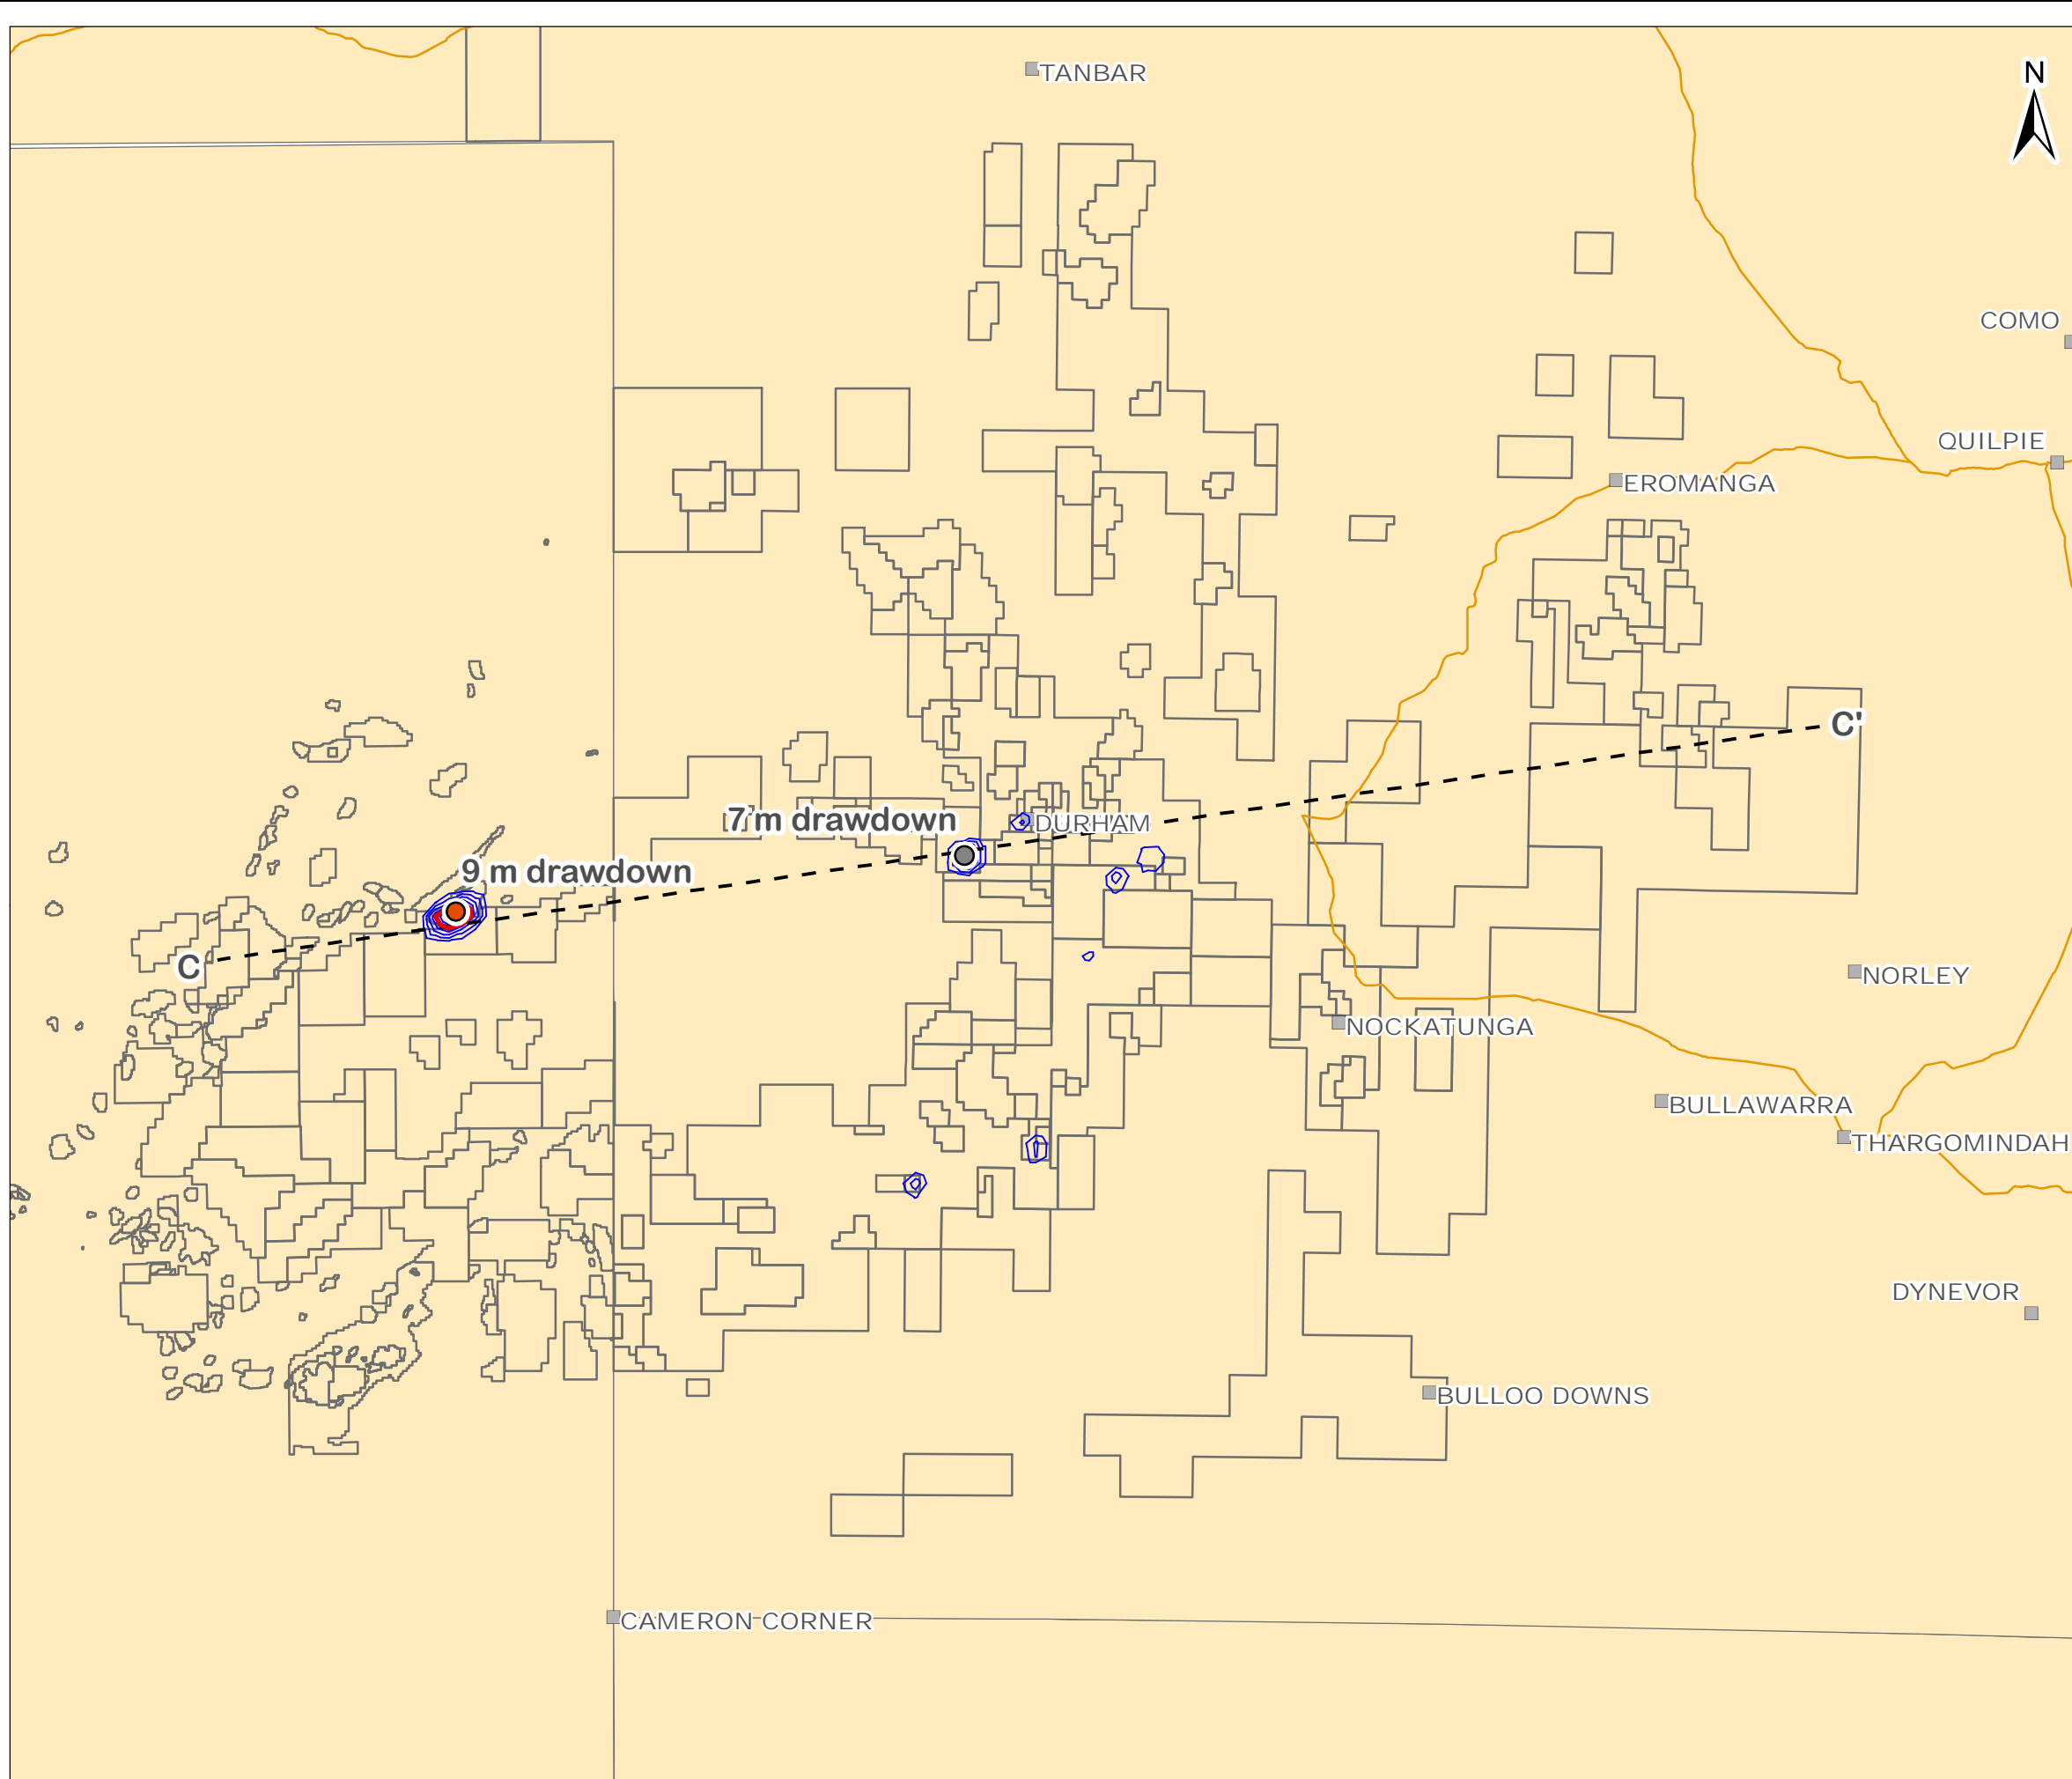 TANBAR
N
COMO
QUILPIE
EROMANGA
C'
7 m drawdown
DURHAM
9 m drawdown
C
NORLEY
NOCKATUNGA
BULLAWARRA
THARGOMINDAH
DYNEVOR
BULLOO DOWNS
CAMERON CORNER